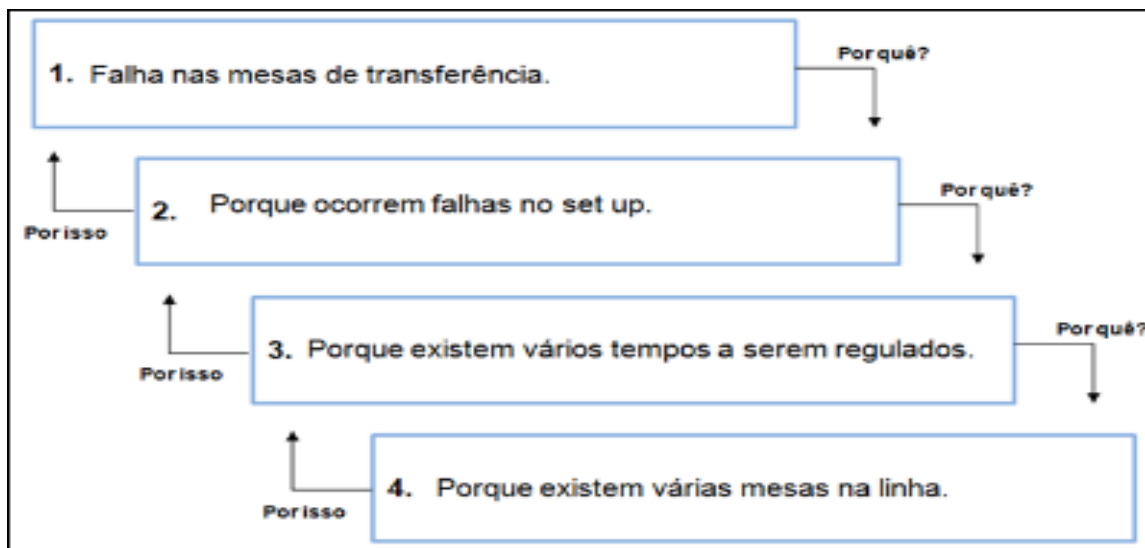 1. Falha nas mesas de transferência.
Por quê?
2. Porque ocorrem falhas no set up.
Por quê?
Por isso
3. Porque existem vários tempos a serem regulados.
Por quê?
Por isso
4. Porque existem várias mesas na linha.
Por isso